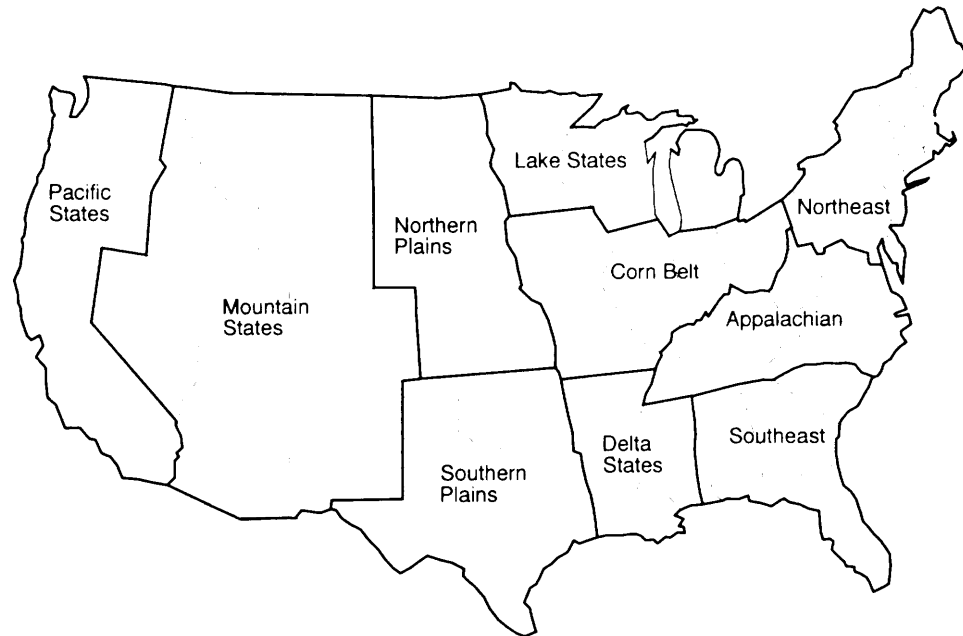 Lake States
Pacific
States
Northeast
Northern
Plains
Corn Belt
Mountain
States
Appalachian
Southeast
Delta
States
Southern
Plains